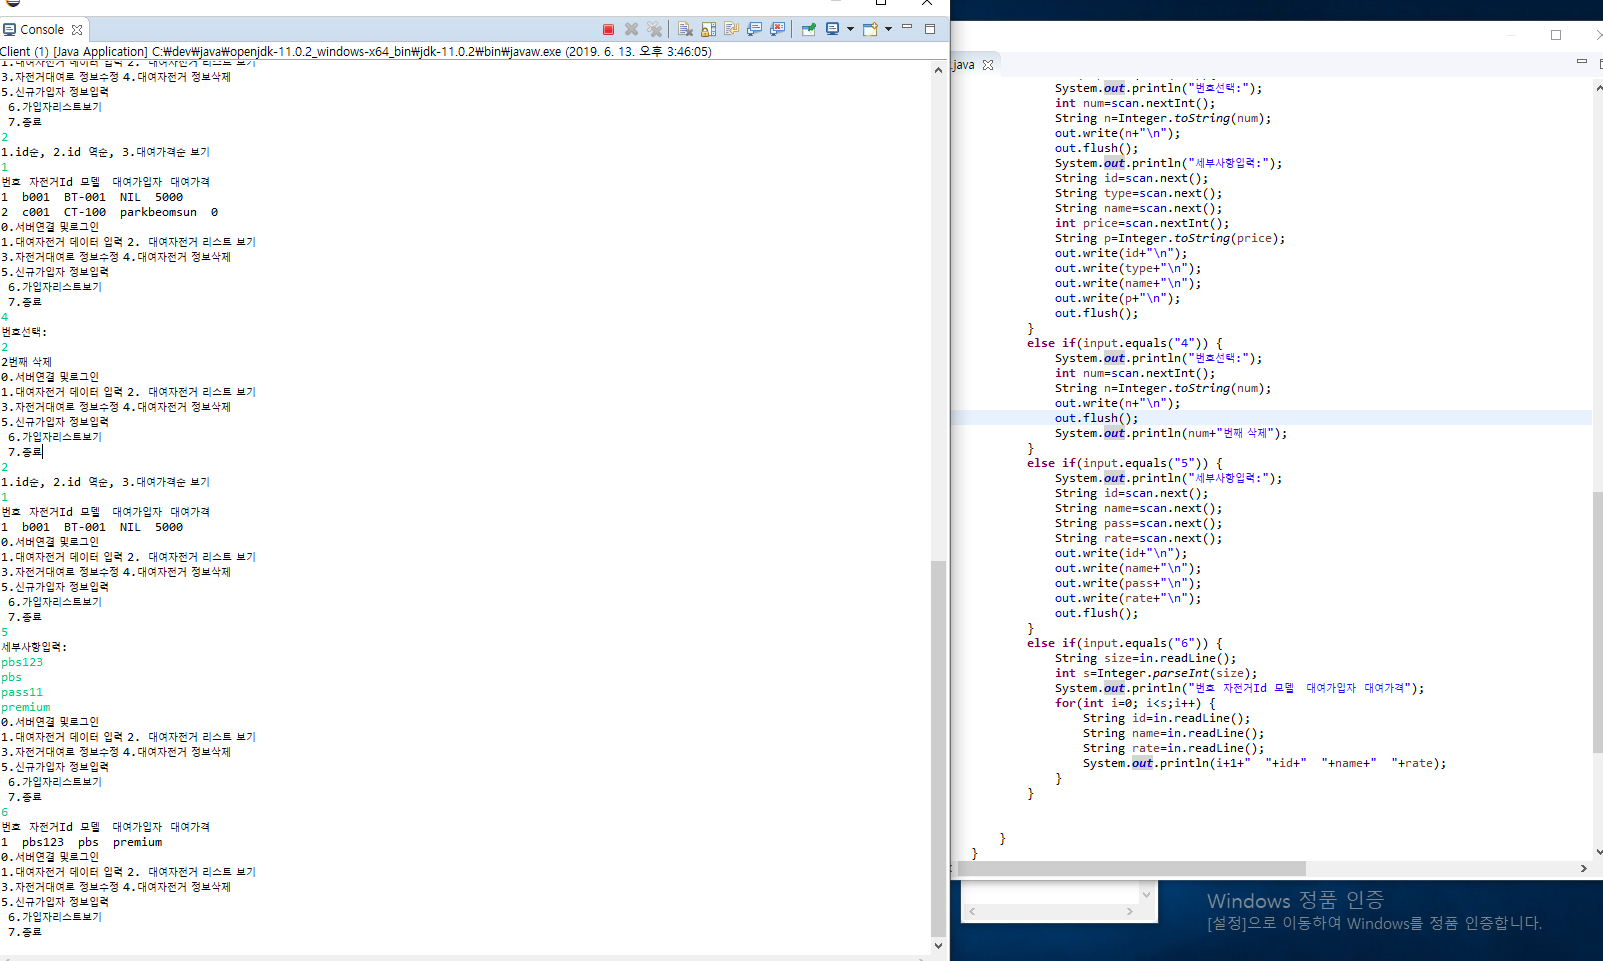 Console
Client (1) [Java Application] C:₩dev₩java₩openjdk-11.0.2_windows-x64_bin₩jdk-11.0.2₩bin₩javaw.exe (2019. 6. 13. 오후 3:46:05)
1.대여자전거 데이터 입력 2. 대여자전거 리스트 보기
3.자전거대여로 정보수정 4.대여자전거 정보삭제
5.신규가입자 정보입력
6.가입자리스트보기
7.종료
2
1.id순, 2.id 역순, 3.대여가격순 보기
1
번호 자전거Id 모델 대여가입자 대여가격
1 b001 BT-001 NIL 5000
2 c001 CT-100 parkbeomsun 0
0.서버연결 및로그인
1.대여자전거 데이터 입력 2. 대여자전거 리스트 보기
3.자전거대여로 정보수정 4.대여자전거 정보삭제
5.신규가입자 정보입력
6.가입자리스트보기
7.종료
4
번호선택:
2
2번째 삭제
0.서버연결 및로그인
1.대여자전거 데이터 입력 2. 대여자전거 리스트 보기
3.자전거대여로 정보수정 4.대여자전거 정보삭제
5.신규가입자 정보입력
6.가입자리스트보기
7.종료
2
1.id순, 2.id 역순, 3.대여가격순 보기
1
번호 자전거Id 모델 대여가입자 대여가격
1 b001 BT-001 NIL 5000
0.서버연결 및로그인
1.대여자전거 데이터 입력 2. 대여자전거 리스트 보기
3.자전거대여로 정보수정 4.대여자전거 정보삭제
5.신규가입자 정보입력
6.가입자리스트보기
7.종료
5
세부사항입력:
pbs123
pbs
pass11
premium
0.서버연결 및로그인
1.대여자전거 데이터 입력 2. 대여자전거 리스트 보기
3.자전거대여로 정보수정 4.대여자전거 정보삭제
5.신규가입자 정보입력
6.가입자리스트보기
7.종료
6
번호 자전거Id 모델 대여가입자 대여가격
1 pbs123 pbs premium
0.서버연결 및로그인
1.대여자전거 데이터 입력 2. 대여자전거 리스트 보기
3.자전거대여로 정보수정 4.대여자전거 정보삭제
5.신규가입자 정보입력
6.가입자리스트보기
7.종료
.java
System.out.println("번호선택:");
int num=scan.nextInt();
String n=Integer.toString(num);
out.write(n+"\n");
out.flush();
System.out.println("세부사항입력:");
String id=scan.next();
String type=scan.next();
String name=scan.next();
int price=scan.nextInt();
String p=Integer.toString(price);
out.write(id+"\n");
out.write(type+"\n");
out.write(name+"\n");
out.write(p+"\n");
out.flush();
}
else if(input.equals("4")) {
System.out.println("번호선택:");
int num=scan.nextInt();
String n=Integer.toString(num);
out.write(n+"\n");
out.flush();
System.out.println(num+"번째 삭제");
}
else if(input.equals("5")) {
System.out.println("세부사항입력:");
String id=scan.next();
String name=scan.next();
String pass=scan.next();
String rate=scan.next();
out.write(id+"\n");
out.write(name+"\n");
out.write(pass+"\n");
out.write(rate+"\n");
out.flush();
}
else if(input.equals("6")) {
String size=in.readLine();
int s=Integer.parseInt(size);
System.out.println("번호 자전거Id 모델  대여가입자 대여가격");
for(int i=0; i<s;i++) {
String id=in.readLine();
String name=in.readLine();
String rate=in.readLine();
System.out.println(i+1+"  "+id+"  "+name+"  "+rate);
}
}
}
}
Windows 정품 인증
[설정]으로 이동하여 Windows를 정품 인증합니다.